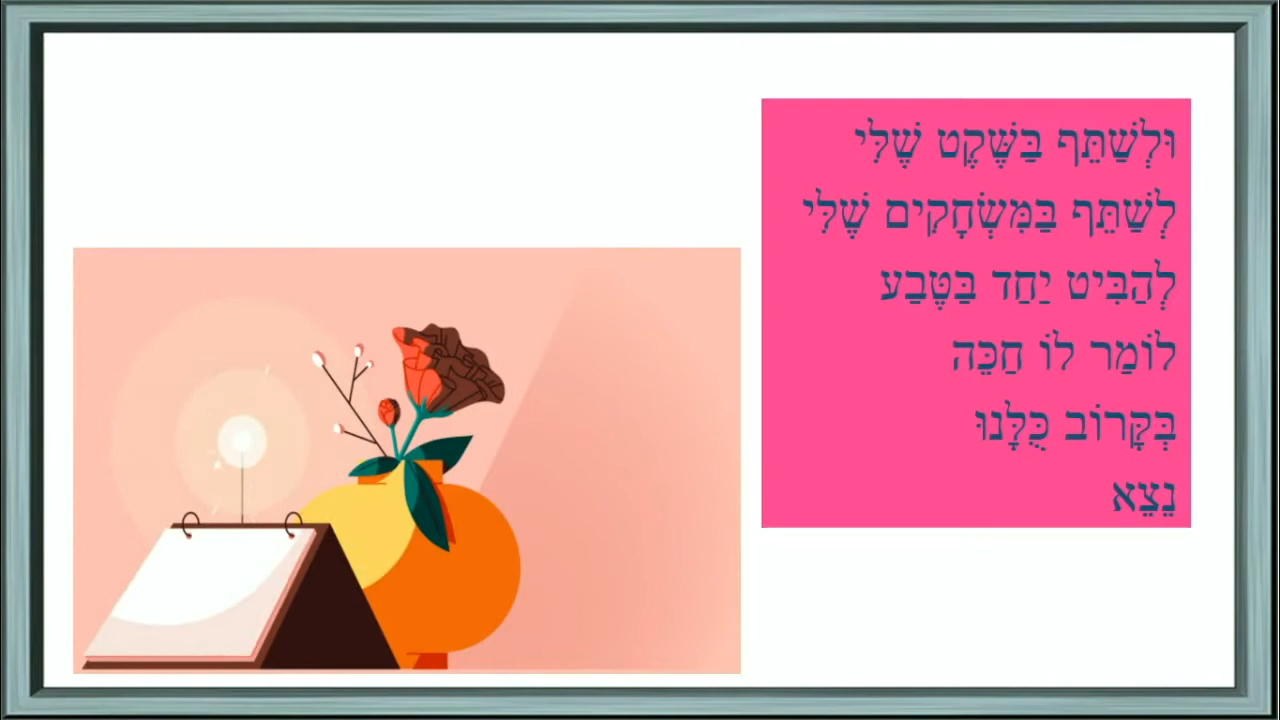 וּלְשַׁתֵּף בַּשֶּׁקֶט שֶׁלִּי
לְשַׁתֵּף בַּמִּשְׂחָקִים שֶׁלִּי
לְהַבִּיט יַחַד בַּטֶּבַע
לוֹמַר לוֹ חַכֵּה
בְּקָרוֹב כֻּלָּנוּ
נֵצֵא